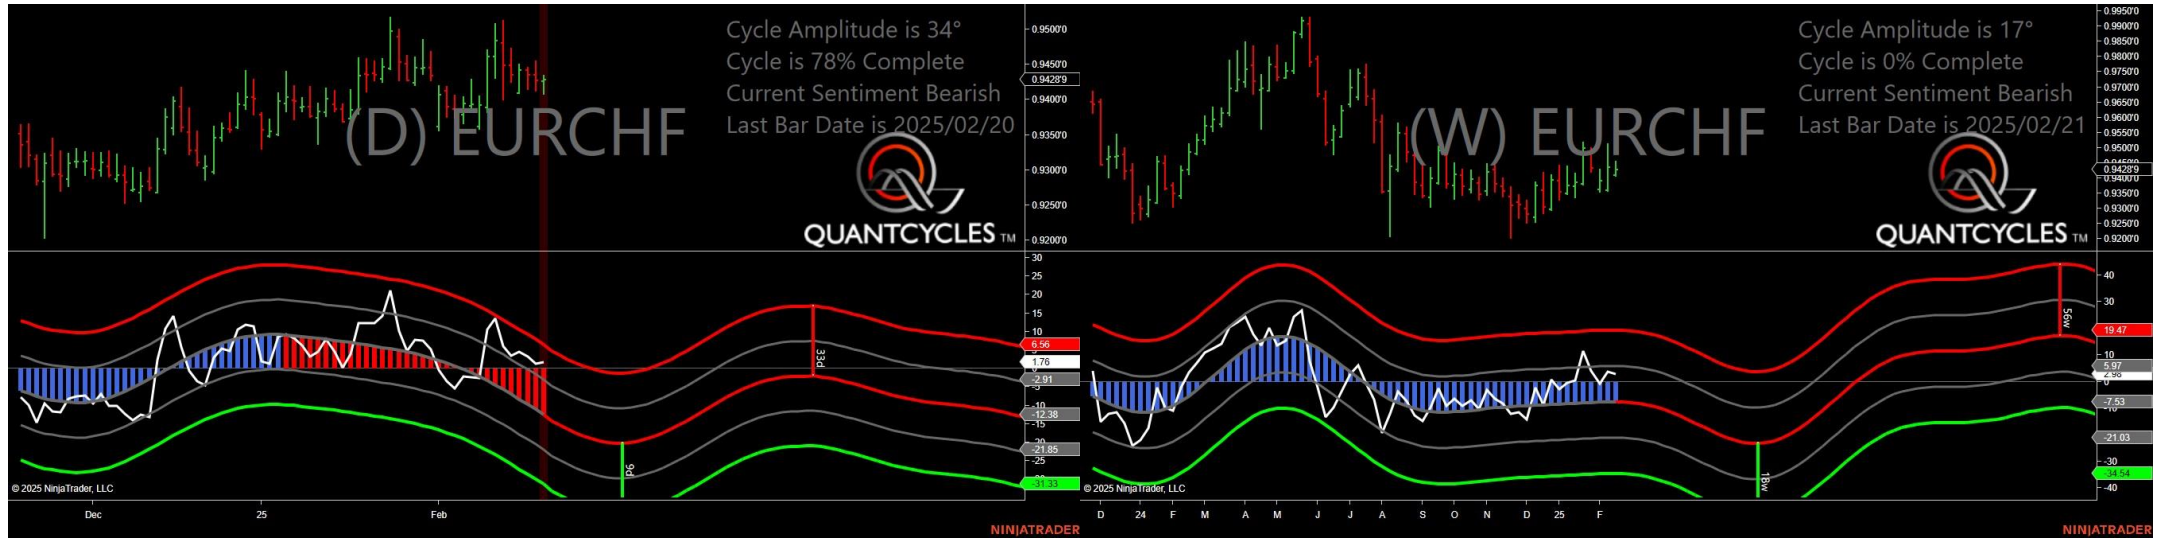 Cycle Amplitude is 34°
Cycle is 78% Complete
Current Sentiment Bearish
Last Bar Date is 2025/02/20
(D) EURCHF
QUANTCYCLES TM
0.9500'0
0.9450'0
0.9428'9
0.9400'0
0.9350'0
0.9300'0
0.9250'0
0.9200'0
30
25
20
15
10
6.56
1.76
-2.91
-5
-10
-12.38
-15
-20
-21.85
-25
-31.33
33d
9d
© 2025 NinjaTrader, LLC
Dec
25
Feb
NINJATRADER
Cycle Amplitude is 17°
Cycle is 0% Complete
Current Sentiment Bearish
Last Bar Date is 2025/02/21
(W) EURCHF
QUANTCYCLES TM
0.9950'0
0.9900'0
0.9850'0
0.9800'0
0.9750'0
0.9700'0
0.9650'0
0.9600'0
0.9550'0
0.9500'0
0.9450'0
0.9428'9
0.9400'0
0.9350'0
0.9300'0
0.9250'0
0.9200'0
40
30
19.47
10
5.97
2.98
0
-7.53
-10
-21.03
-30
-34.54
-40
56w
18w
© 2025 NinjaTrader, LLC
D 24 F M A M J J A S O N D 25 F
NINJATRADER